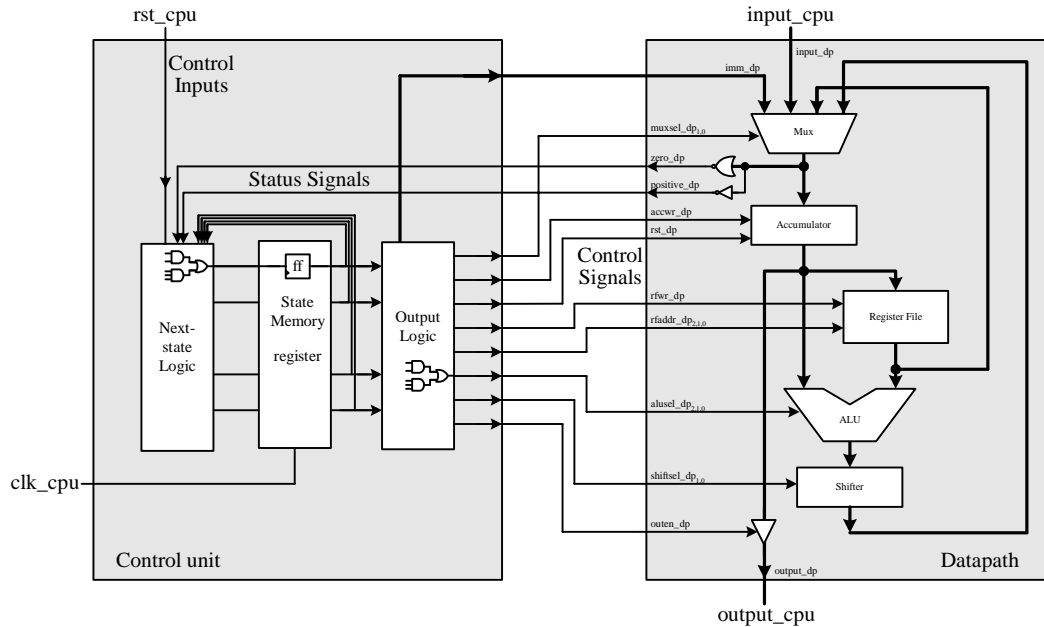 rst_cpu
input_cpu
Control
Inputs
input_dp
imm_dp
muxsel_dp1,0
Mux
zero_dp
Status Signals
positive_dp
accwr_dp
rst_dp
Accumulator
Control
Signals
ff
State
Memory
register
Next-
state
Logic
Output
Logic
rfwr_dp
rfaddr_dp2,1,0
Register File
alusel_dp2,1,0
ALU
clk_cpu
shiftsel_dp1,0
Shifter
outen_dp
Control unit
Datapath
output_dp
output_cpu